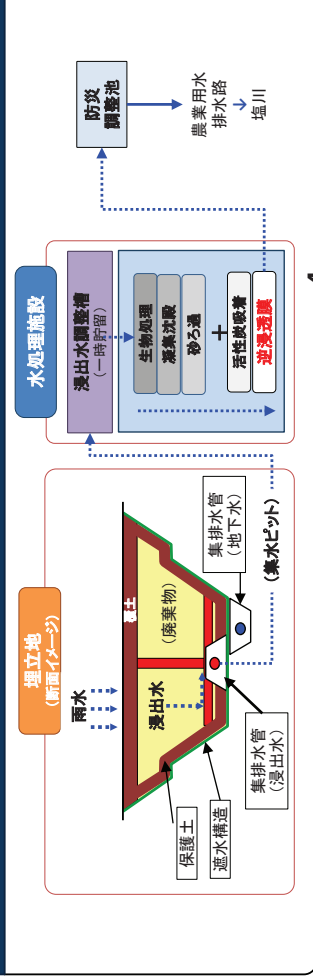 埋立地
(断面イメージ)
雨水
土
(廃棄物)
浸出水
保護土
遮水構造
集排水管
(浸出水)
集排水管
(地下水)
(集水ピット)
水処理施設
浸出水調整槽
(一時貯留)
生物処理
凝集沈殿
砂ろ過
+
活性炭吸着
逆浸透膜
防災
調整池
農業用水
排水路
塩川